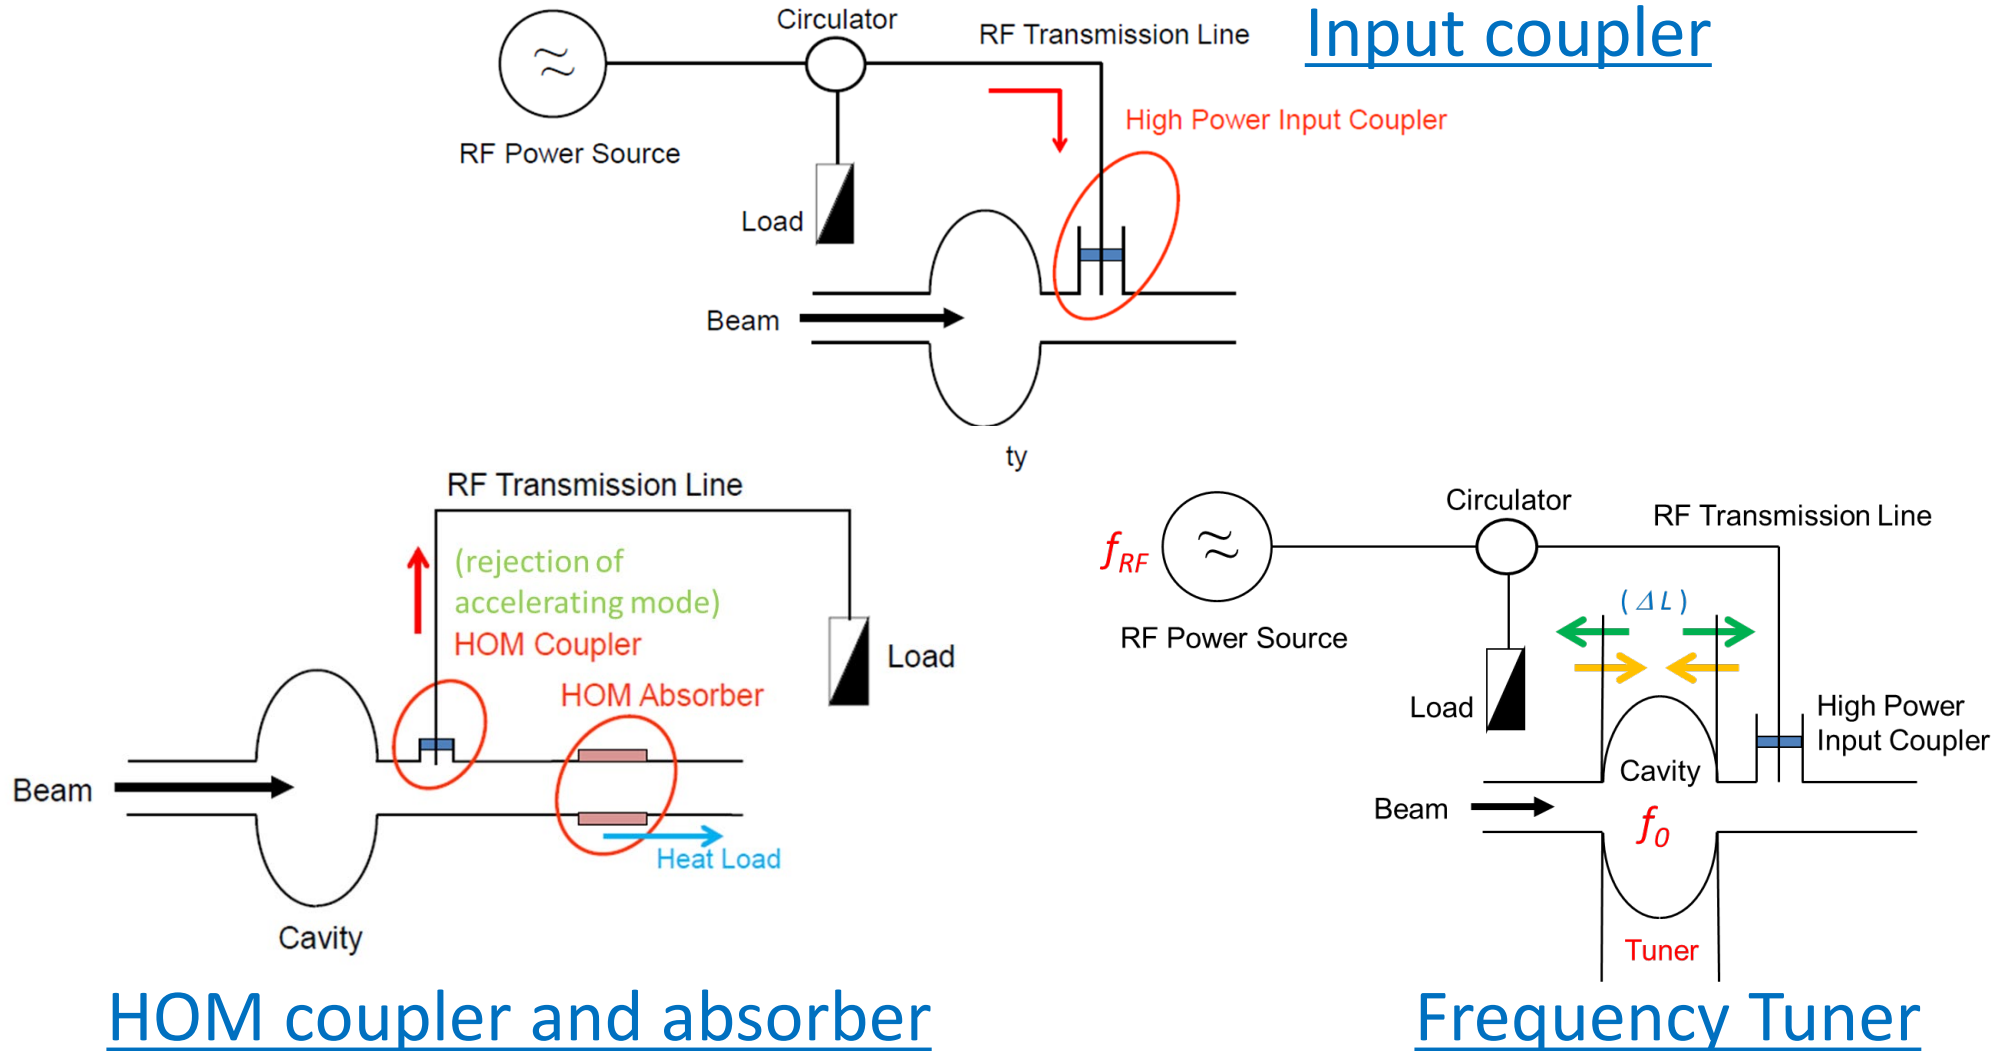 Input coupler
Circulator
RF Transmission Line
High Power Input Coupler
RF Power Source
Load
Beam
ty
RF Transmission Line
(rejection of
accelerating mode)
HOM Coupler
HOM Absorber
Load
Beam
Heat Load
Cavity
HOM coupler and absorber
Circulator
RF Transmission Line
f_RF
(ΔL)
RF Power Source
Load
High Power
Input Coupler
Cavity
Beam
f_0
Tuner
Frequency Tuner